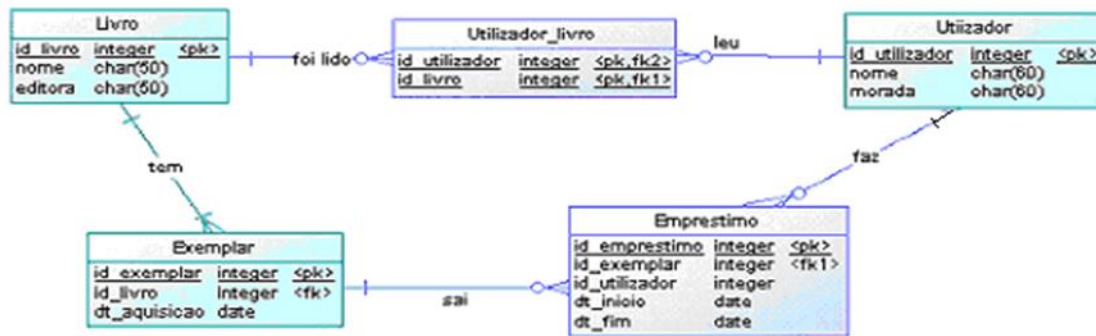 Livro
id_livro integer <pk>
nome char(50)
editora char(50)
foi lido
Utilizador_livro
id_utilizador integer <pk,fk2>
id_livro integer <pk,fk1>
leu
Utiizador
id_utilizador integer <pk>
nome char(60)
morada char(60)
tem
faz
Exemplar
id_exemplar integer <pk>
id_livro integer <fk>
dt_aquisicao date
sai
Emprestimo
id_emprestimo integer <pk>
id_exemplar integer <fk1>
id_utilizador integer
dt_inicio date
dt_fim date